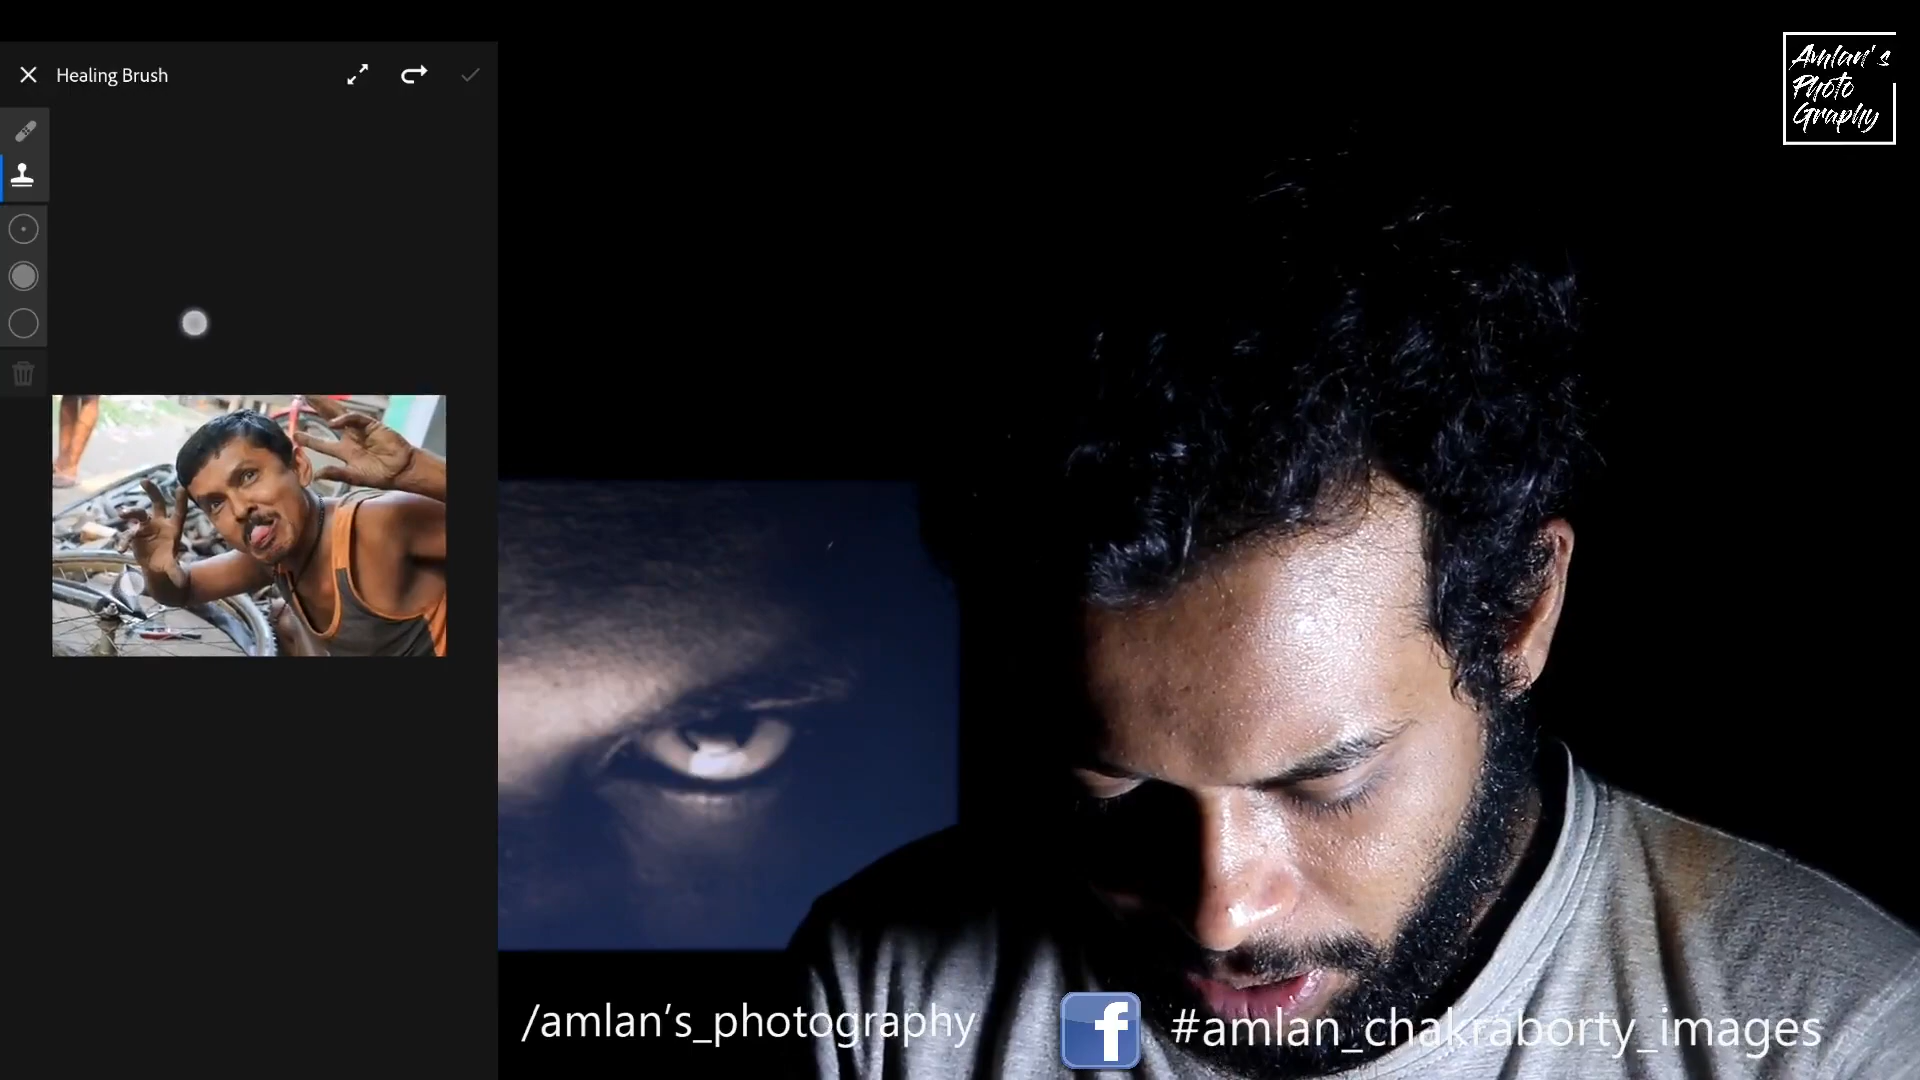 Healing Brush
Amlan's
Photo
Graphy
/amlan's_photography
f
#amlan_chakraborty_images